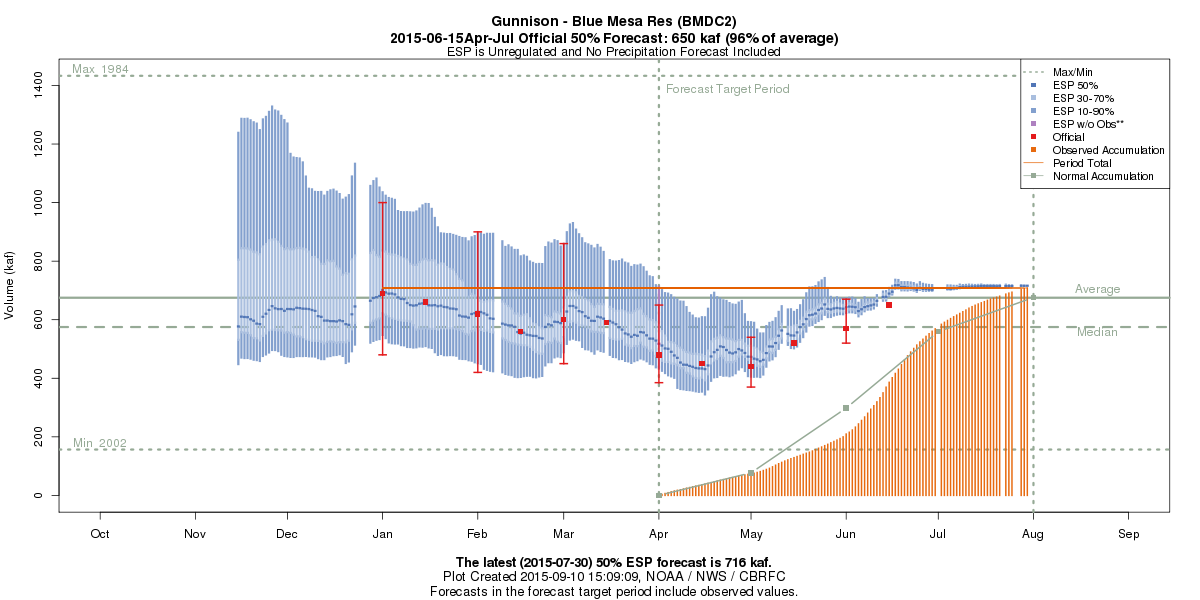 Gunnison - Blue Mesa Res (BMDC2)
2015-06-15Apr-Jul Official 50% Forecast: 650 kaf (96% of average)
ESP is Unregulated and No Precipitation Forecast Included
Max 1984
Forecast Target Period
Max/Min
ESP 50%
ESP 30-70%
ESP 10-90%
ESP w/o Obs**
Official
Observed Accumulation
Period Total
Normal Accumulation
Volume (kaf)
1400
1200
1000
800
600
400
200
0
Average
Median
Min 2002
Oct Nov Dec Jan Feb Mar Apr May Jun Jul Aug Sep
The latest (2015-07-30) 50% ESP forecast is 716 kaf.
Plot Created 2015-09-10 15:09:09, NOAA / NWS / CBRFC
Forecasts in the forecast target period include observed values.